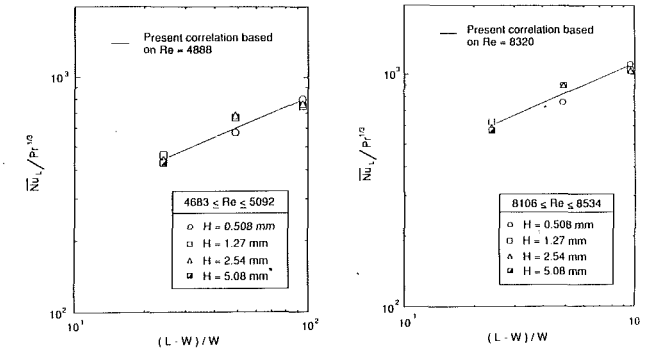 Present correlation based
on Re = 4888
10³
Nu_L / Pr^1/3
4683 ≤ Re ≤ 5092
○ H = 0.508 mm
□ H = 1.27 mm
△ H = 2.54 mm
H = 5.08 mm
10²
10¹
10²
( L - W ) / W
Present correlation based
on Re = 8320
10³
Nu_L / Pr^1/3
8106 ≤ Re ≤ 8534
○ H = 0.508 mm
□ H = 1.27 mm
△ H = 2.54 mm
H = 5.08 mm
10²
10¹
10
( L - W ) / W